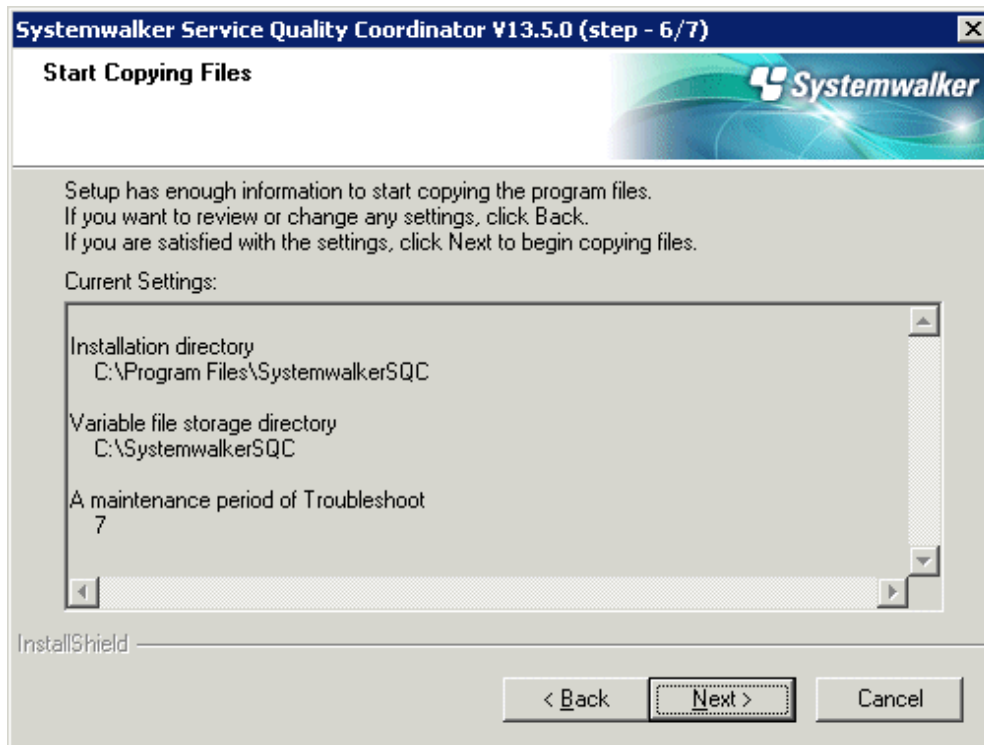 Systemwalker Service Quality Coordinator V13.5.0 (step - 6/7)
Start Copying Files
Systemwalker
Setup has enough information to start copying the program files.
If you want to review or change any settings, click Back.
If you are satisfied with the settings, click Next to begin copying files.
Current Settings:
Installation directory
C:\Program Files\SystemwalkerSQC
Variable file storage directory
C:\SystemwalkerSQC
A maintenance period of Troubleshoot
7
InstallShield
< Back
Next >
Cancel